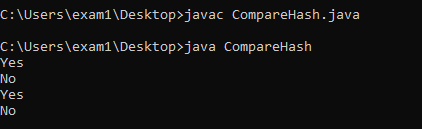 C:\Users\exam1\Desktop>javac CompareHash.java
C:\Users\exam1\Desktop>java CompareHash
Yes
No
Yes
No